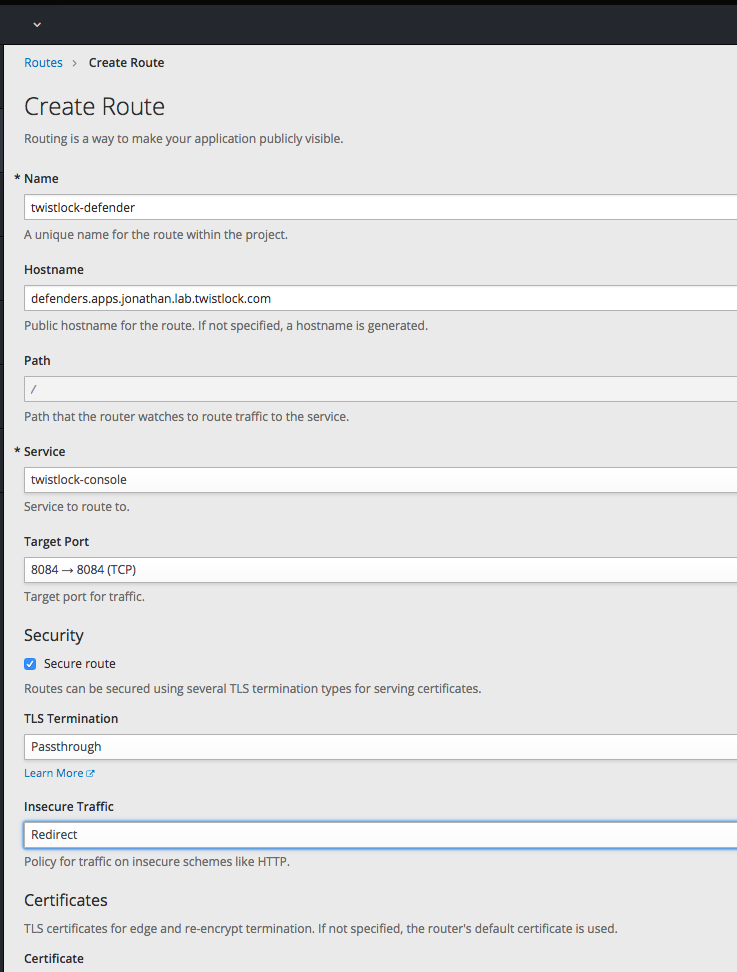 Routes > Create Route
Create Route
Routing is a way to make your application publicly visible.
* Name
twistlock-defender
A unique name for the route within the project.
Hostname
defenders.apps.jonathan.lab.twistlock.com
Public hostname for the route. If not specified, a hostname is generated.
Path
/
Path that the router watches to route traffic to the service.
* Service
twistlock-console
Service to route to.
Target Port
8084 → 8084 (TCP)
Target port for traffic.
Security
Secure route
Routes can be secured using several TLS termination types for serving certificates.
TLS Termination
Passthrough
Learn More
Insecure Traffic
Redirect
Policy for traffic on insecure schemes like HTTP.
Certificates
TLS certificates for edge and re-encrypt termination. If not specified, the router's default certificate is used.
Certificate